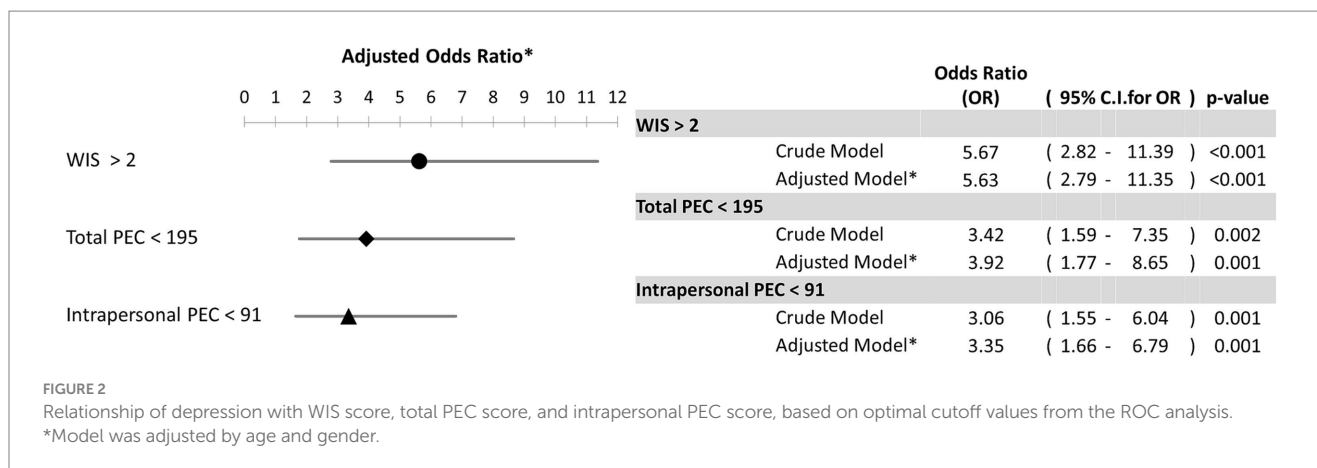 Adjusted Odds Ratio*
0 1 2 3 4 5 6 7 8 9 10 11 12
WIS > 2
Total PEC < 195
Intrapersonal PEC < 91
Odds Ratio
(OR) ( 95% C.I.for OR ) p-value
WIS > 2
Crude Model 5.67 ( 2.82 - 11.39 ) <0.001
Adjusted Model* 5.63 ( 2.79 - 11.35 ) <0.001
Total PEC < 195
Crude Model 3.42 ( 1.59 - 7.35 ) 0.002
Adjusted Model* 3.92 ( 1.77 - 8.65 ) 0.001
Intrapersonal PEC < 91
Crude Model 3.06 ( 1.55 - 6.04 ) 0.001
Adjusted Model* 3.35 ( 1.66 - 6.79 ) 0.001
FIGURE 2
Relationship of depression with WIS score, total PEC score, and intrapersonal PEC score, based on optimal cutoff values from the ROC analysis.
*Model was adjusted by age and gender.